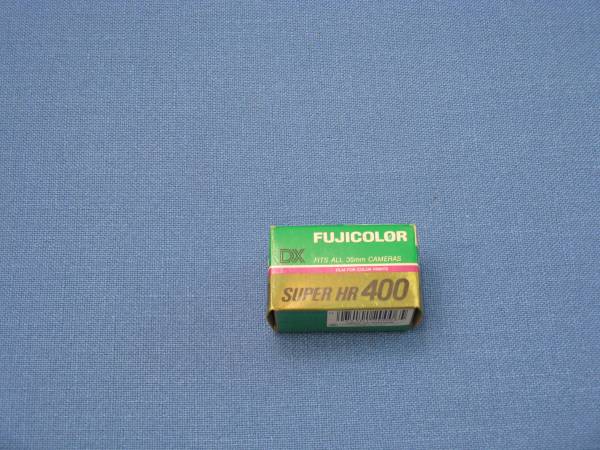 FUJICOLOR
DX
FITS ALL 35mm CAMERAS
FILM FOR COLOR PRINTS
SUPER HR 400